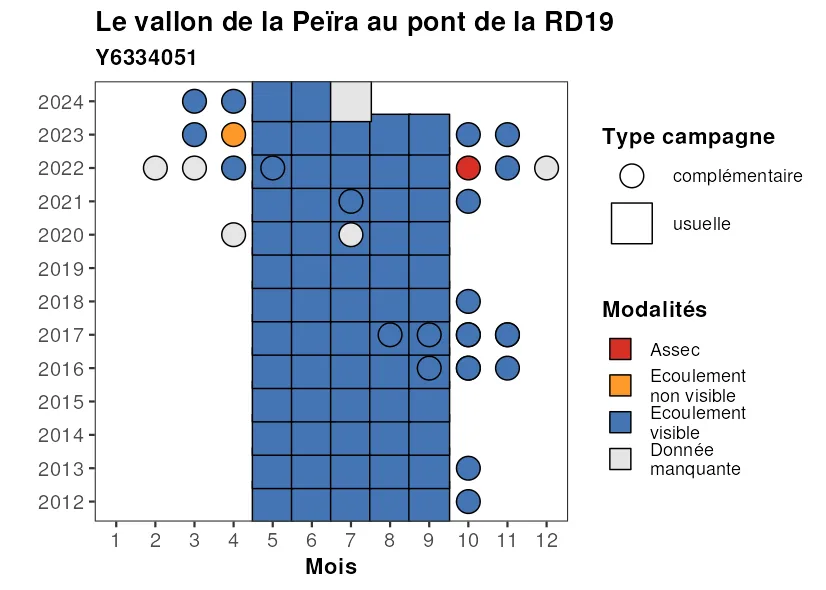 Le vallon de la Peïra au pont de la RD19
Y6334051
2024
2023
2022
2021
2020
2019
2018
2017
2016
2015
2014
2013
2012
1 2 3 4 5 6 7 8 9 10 11 12
Mois
Type campagne
complémentaire
usuelle
Modalités
Assec
Ecoulement
non visible
Ecoulement
visible
Donnée
manquante